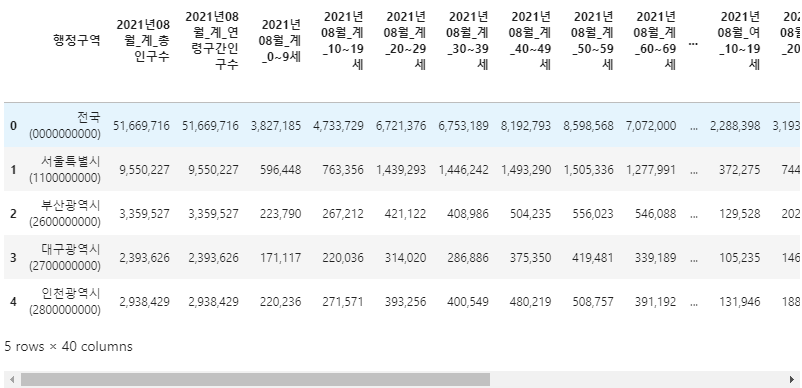 행정구역 2021년08월_계_총인구수 2021년08월_계_연령구간인구수 2021년08월_계_0~9세 2021년08월_계_10~19세 2021년08월_계_20~29세 2021년08월_계_30~39세 2021년08월_계_40~49세 2021년08월_계_50~59세 2021년08월_계_60~69세 ... 2021년08월_여_10~19세
0 전국 (0000000000) 51,669,716 51,669,716 3,827,185 4,733,729 6,721,376 6,753,189 8,192,793 8,598,568 7,072,000 ... 2,288,398 3,193
1 서울특별시 (1100000000) 9,550,227 9,550,227 596,448 763,356 1,439,293 1,446,242 1,493,290 1,505,336 1,277,991 ... 372,275 744
2 부산광역시 (2600000000) 3,359,527 3,359,527 223,790 267,212 421,122 408,986 504,235 556,023 546,088 ... 129,528 202
3 대구광역시 (2700000000) 2,393,626 2,393,626 171,117 220,036 314,020 286,886 375,350 419,481 339,189 ... 105,235 146
4 인천광역시 (2800000000) 2,938,429 2,938,429 220,236 271,571 393,256 400,549 480,219 508,757 391,192 ... 131,946 188
5 rows × 40 columns